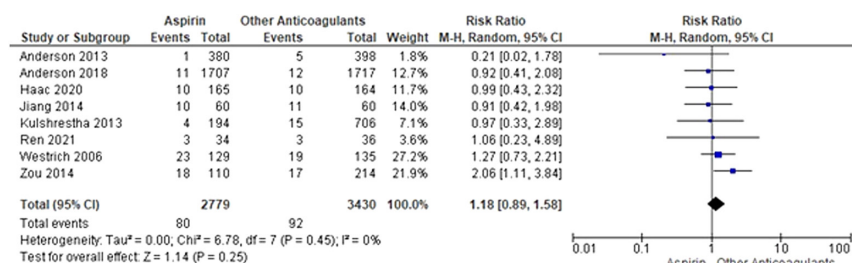 Aspirin Other Anticoagulants Risk Ratio Risk Ratio
Study or Subgroup Events Total Events Total Weight M-H, Random, 95% CI M-H, Random, 95% CI
Anderson 2013 1 380 5 398 1.8% 0.21 [0.02, 1.78]
Anderson 2018 11 1707 12 1717 12.7% 0.92 [0.41, 2.08]
Haac 2020 10 165 10 164 11.7% 0.99 [0.43, 2.32]
Jiang 2014 10 60 11 60 14.0% 0.91 [0.42, 1.98]
Kulshrestha 2013 4 194 15 706 7.1% 0.97 [0.33, 2.89]
Ren 2021 3 34 3 36 3.6% 1.06 [0.23, 4.89]
Westrich 2006 23 129 19 135 27.2% 1.27 [0.73, 2.21]
Zou 2014 18 110 17 214 21.9% 2.06 [1.11, 3.84]
Total (95% CI) 2779 3430 100.0% 1.18 [0.89, 1.58]
Total events 80 92
Heterogeneity: Tau² = 0.00; Chi² = 6.78, df = 7 (P = 0.45); I² = 0%
Test for overall effect: Z = 1.14 (P = 0.25)
0.01 0.1 1 10 100
Aspirin Other Anticoagulants